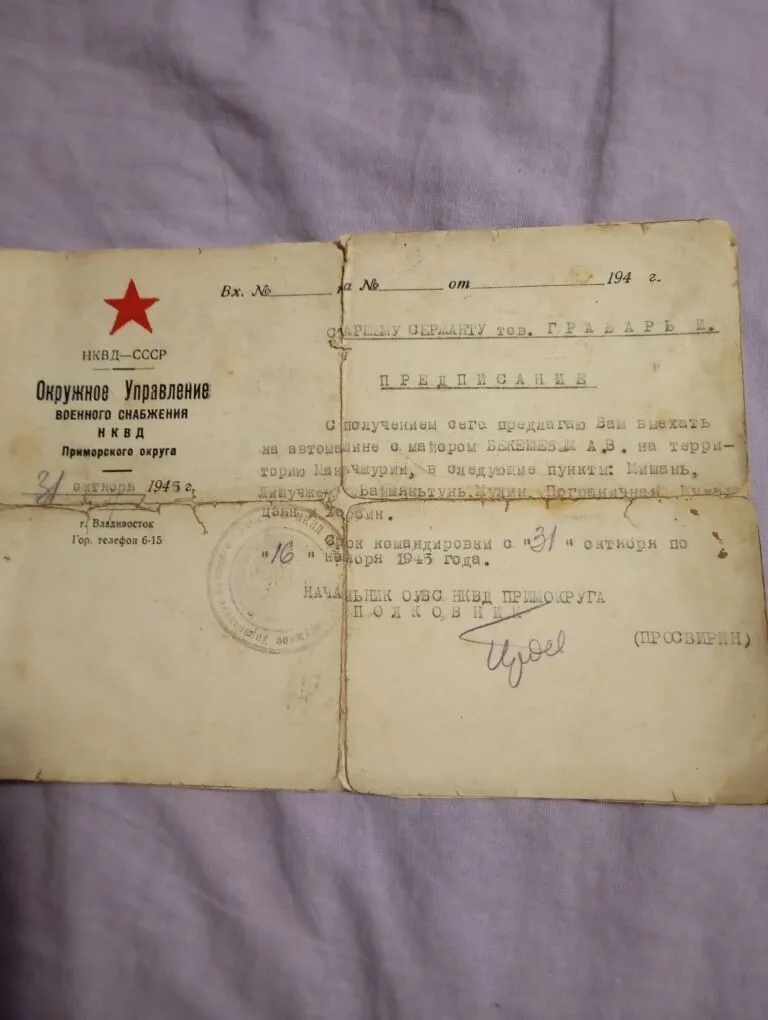 Вх. № на № от 194 г.
НКВД—СССР
Окружное Управление
ВОЕННОГО СНАБЖЕНИЯ
НКВД
Приморского округа
31 октября 1945 г.
г. Владивосток
Гор. телефон 6-15
СТАРШЕМУ СЕРЖАНТУ тов. ГРАБАРЬ И.
ПРЕДПИСАНИЕ
С получением сего предлагаю Вам выехать
на автомашине с майором БЕКЕШЕВЫМ А.В. на терри-
торию Манчжурии, в следующие пункты: Мишань,
Лишучжень, Баймяньтунь, Мулин, Пограничная,
и Харбин.
Срок командировки с "31" октября по
"16" ноября 1945 года.
НАЧАЛЬНИК ОУВС НКВД ПРИМОКРУГА
ПОЛКОВНИК
(ПРОСВИРИН)